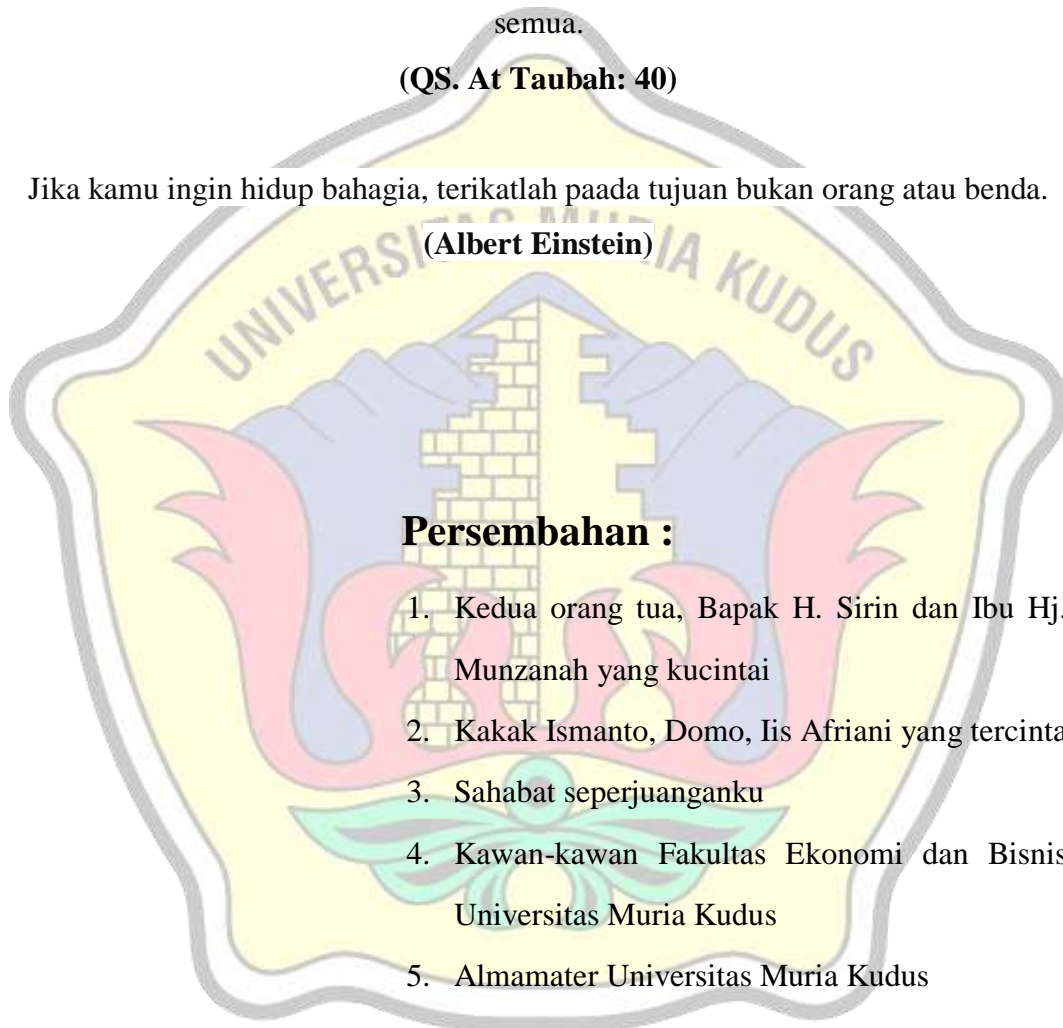 semua.
(QS. At Taubah: 40)
Jika kamu ingin hidup bahagia, terikatlah paada tujuan bukan orang atau benda.
(Albert Einstein)
UNIVERSITAS MURIA KUDUS
Persembahan :
1. Kedua orang tua, Bapak H. Sirin dan Ibu Hj.
Munzanah yang kucintai
2. Kakak Ismanto, Domo, Iis Afriani yang tercinta
3. Sahabat seperjuanganku
4. Kawan-kawan Fakultas Ekonomi dan Bisnis
Universitas Muria Kudus
5. Almamater Universitas Muria Kudus